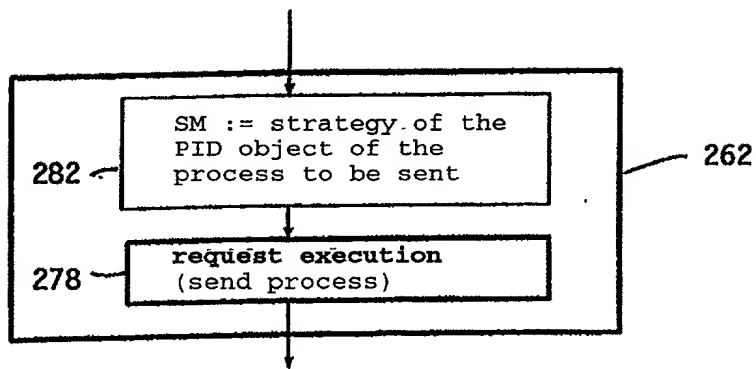 SM := strategy of the
PID object of the
process to be sent
282
262
request execution
(send process)
278